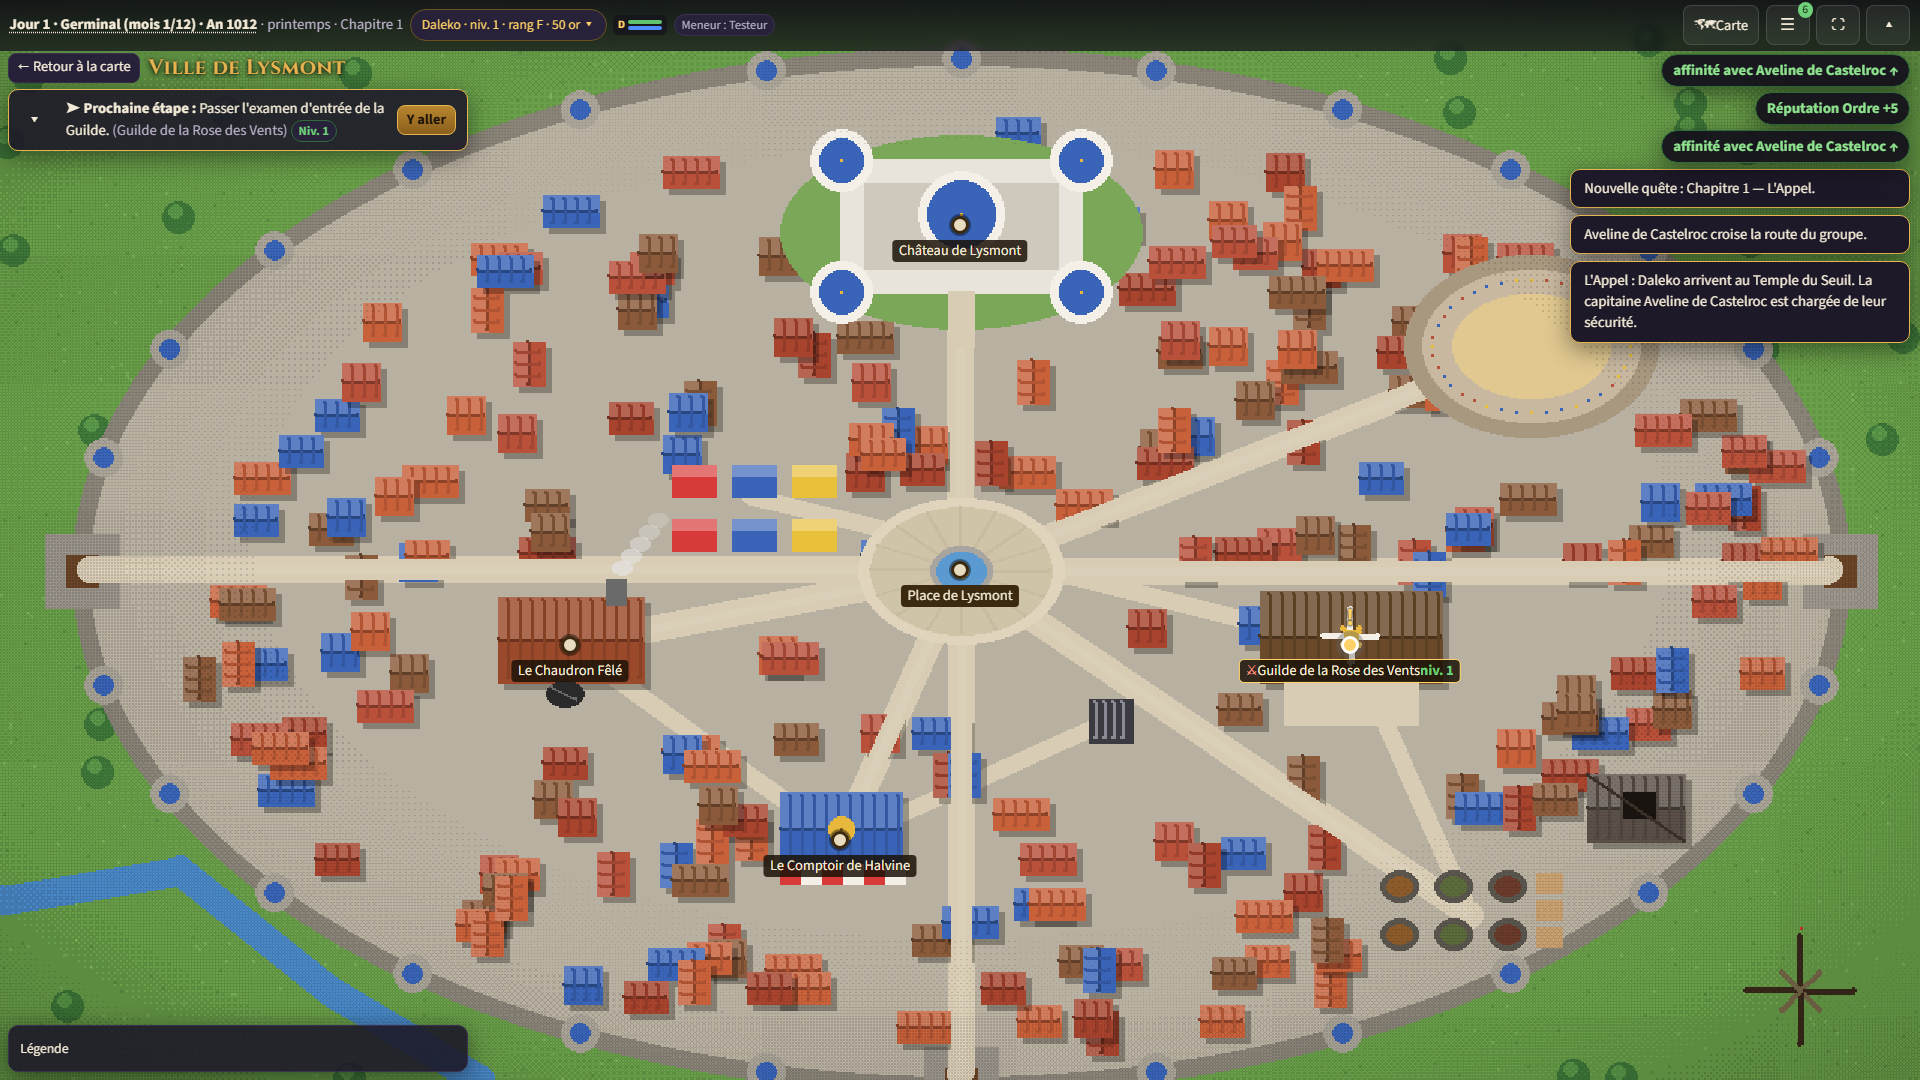 Jour 1 · Germinal (mois 1/12) · An 1012 · printemps · Chapitre 1
Daleko · niv. 1 · rang F · 50 or ▾
D
Meneur : Testeur
Carte
6
← Retour à la carte
Ville de Lysmont
➤ Prochaine étape : Passer l'examen d'entrée de la
Guilde. (Guilde de la Rose des Vents) Niv. 1
Y aller
affinité avec Aveline de Castelroc ↑
Réputation Ordre +5
affinité avec Aveline de Castelroc ↑
Nouvelle quête : Chapitre 1 — L'Appel.
Aveline de Castelroc croise la route du groupe.
L'Appel : Daleko arrivent au Temple du Seuil. La
capitaine Aveline de Castelroc est chargée de leur
sécurité.
Château de Lysmont
Place de Lysmont
Le Chaudron Fêlé
⚔Guilde de la Rose des Ventsniv. 1
Le Comptoir de Halvine
Légende